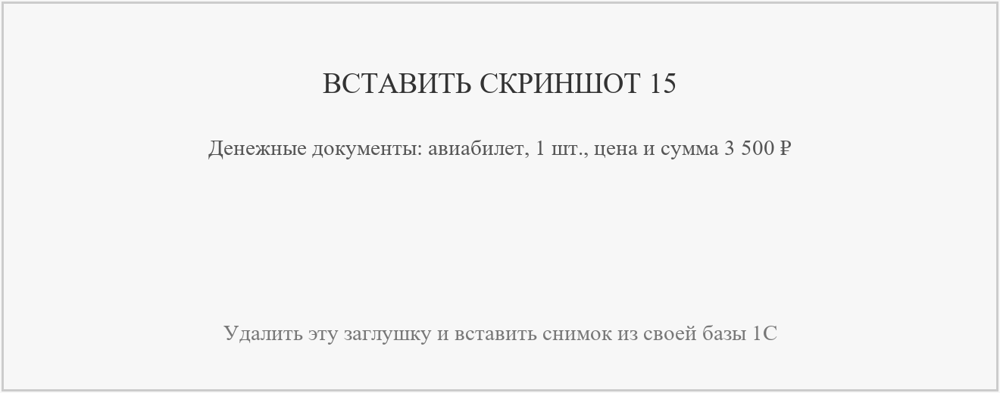 ВСТАВИТЬ СКРИНШОТ 15
Денежные документы: авиабилет, 1 шт., цена и сумма 3 500 ₽
Удалить эту заглушку и вставить снимок из своей базы 1С